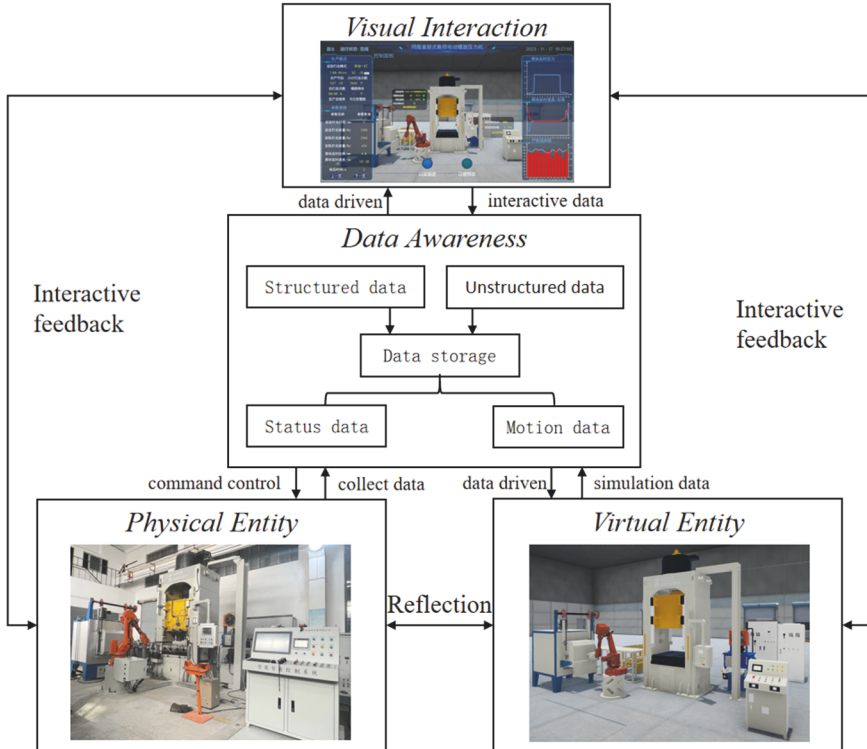 Visual Interaction
data driven
interactive data
Data Awareness
Structured data
Unstructured data
Interactive
feedback
Interactive
feedback
Data storage
Status data
Motion data
command control
collect data
data driven
simulation data
Physical Entity
Virtual Entity
Reflection